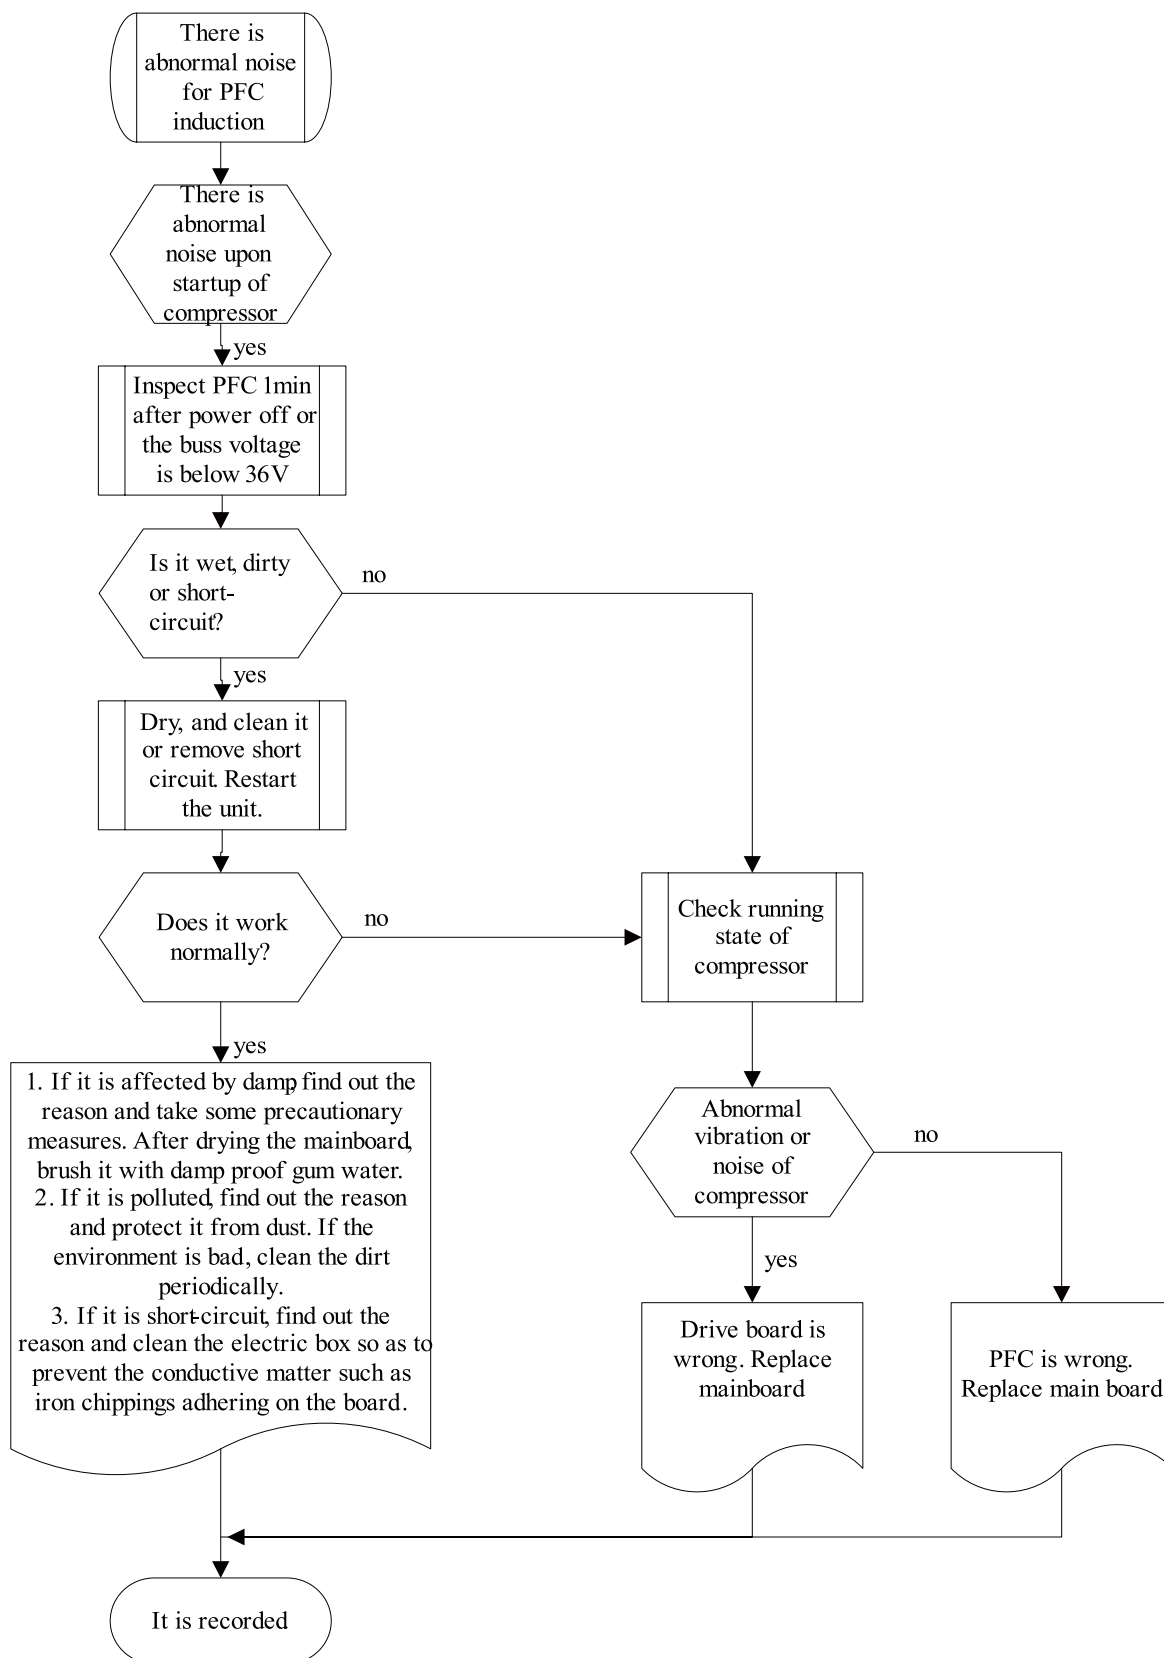 There is
abnormal noise
for PFC
induction
There is
abnormal
noise upon
startup of
compressor
yes
Inspect PFC 1min
after power off or
the buss voltage
is below 36V
Is it wet, dirty
or short-
circuit?
no
yes
Dry, and clean it
or remove short
circuit. Restart
the unit.
Does it work
normally?
no
Check running
state of
compressor
yes
1. If it is affected by damp, find out the
reason and take some precautionary
measures. After drying the mainboard,
brush it with damp proof gum water.
2. If it is polluted, find out the reason
and protect it from dust. If the
environment is bad, clean the dirt
periodically.
3. If it is short-circuit, find out the
reason and clean the electric box so as to
prevent the conductive matter such as
iron chippings adhering on the board.
Abnormal
vibration or
noise of
compressor
no
yes
Drive board is
wrong. Replace
mainboard
PFC is wrong.
Replace main board
It is recorded.